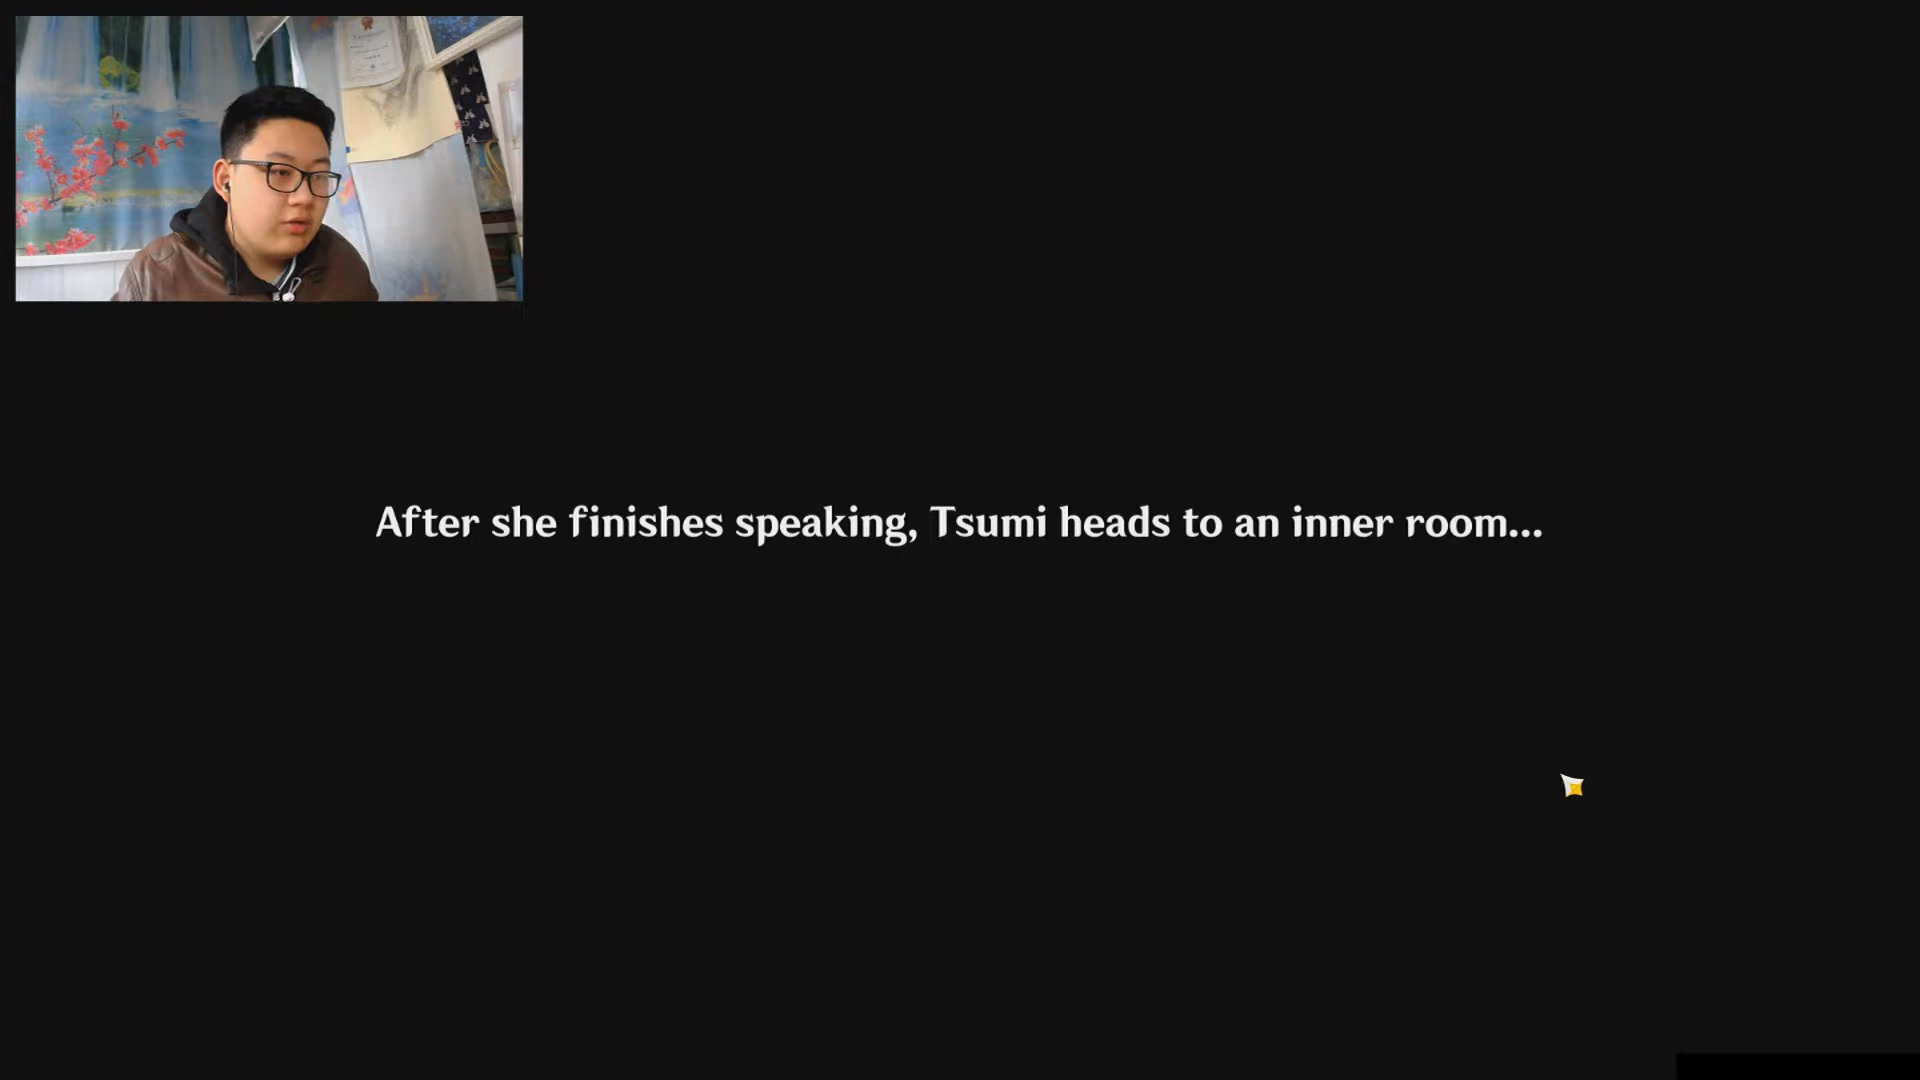 After she finishes speaking, Tsumi heads to an inner room...